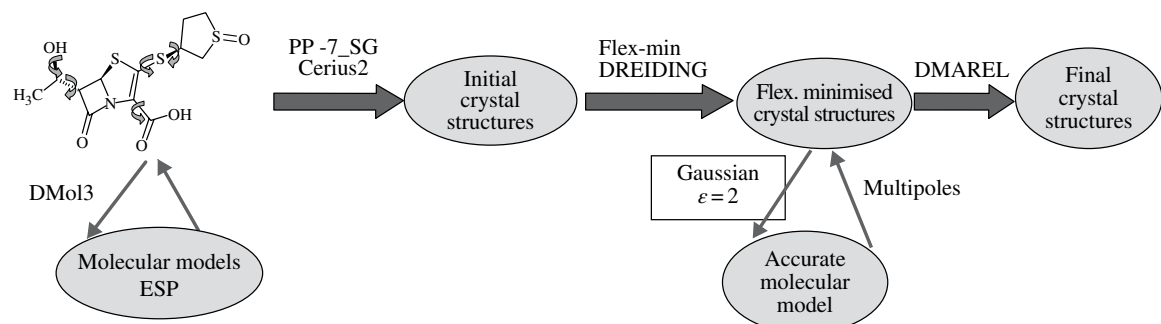 OH
H₃C
S
S
S=O
N
O
OH
O
DMol3
Molecular models
ESP
PP -7_SG
Cerius2
Initial
crystal
structures
Flex-min
DREIDING
Flex. minimised
crystal structures
DMAREL
Final
crystal
structures
Gaussian
ε = 2
Multipoles
Accurate
molecular
model